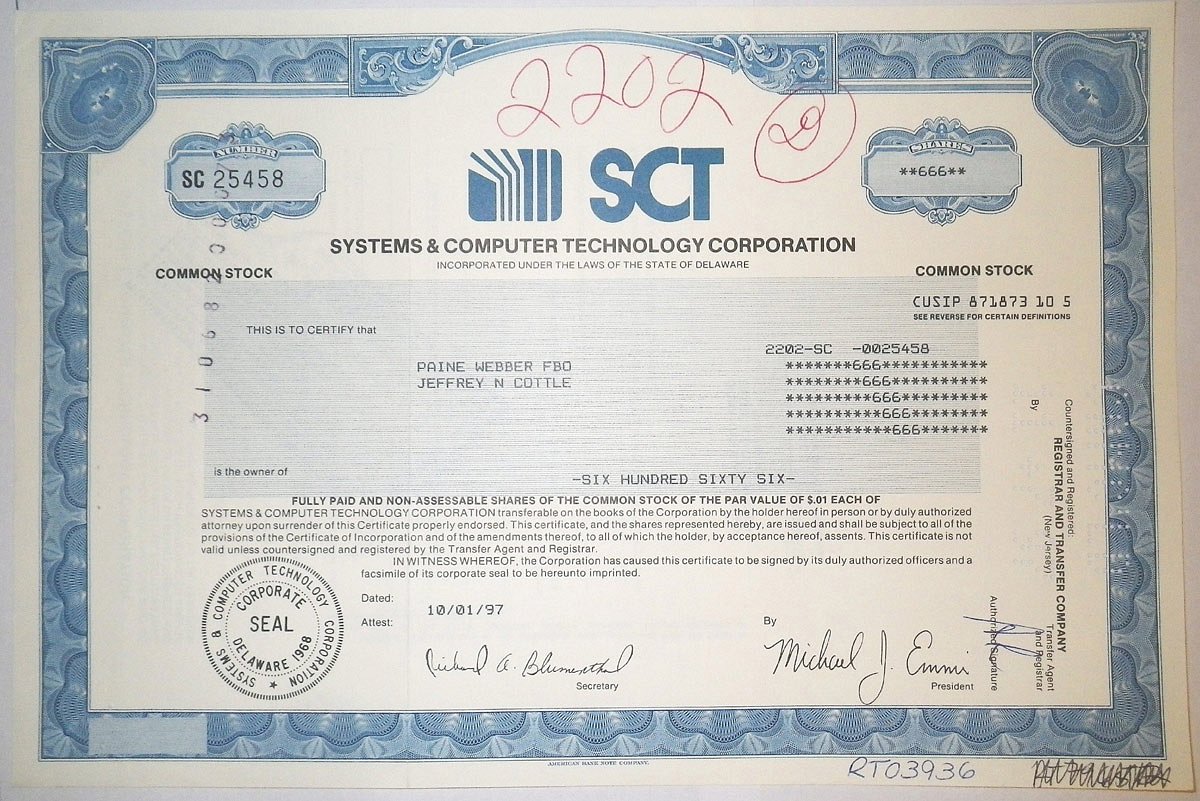 2202
20
NUMBER
SC 25458
SCT
SHARES
**666**
SYSTEMS & COMPUTER TECHNOLOGY CORPORATION
INCORPORATED UNDER THE LAWS OF THE STATE OF DELAWARE
COMMON STOCK
COMMON STOCK
CUSIP 871873 10 5
SEE REVERSE FOR CERTAIN DEFINITIONS
THIS IS TO CERTIFY that
2202-SC -0025458
PAINE WEBBER FBO
JEFFREY N COTTLE
*******666***********
********666**********
*********666*********
**********666********
***********666*******
is the owner of
-SIX HUNDRED SIXTY SIX-
FULLY PAID AND NON-ASSESSABLE SHARES OF THE COMMON STOCK OF THE PAR VALUE OF $.01 EACH OF
SYSTEMS & COMPUTER TECHNOLOGY CORPORATION transferable on the books of the Corporation by the holder hereof in person or by duly authorized
attorney upon surrender of this Certificate properly endorsed. This certificate, and the shares represented hereby, are issued and shall be subject to all of the
provisions of the Certificate of Incorporation and of the amendments thereof, to all of which the holder, by acceptance hereof, assents. This certificate is not
valid unless countersigned and registered by the Transfer Agent and Registrar.
IN WITNESS WHEREOF, the Corporation has caused this certificate to be signed by its duly authorized officers and a
facsimile of its corporate seal to be hereunto imprinted.
Dated:
10/01/97
Attest:
By
Richard A. Blumenthal
Secretary
Michael J. Emmi
President
SYSTEMS & COMPUTER TECHNOLOGY CORPORATION
CORPORATE
SEAL
DELAWARE 1968
Countersigned and Registered:
REGISTRAR AND TRANSFER COMPANY
(New Jersey)
Transfer Agent
and Registrar
By
Authorized Signature
AMERICAN BANK NOTE COMPANY.
RT03936